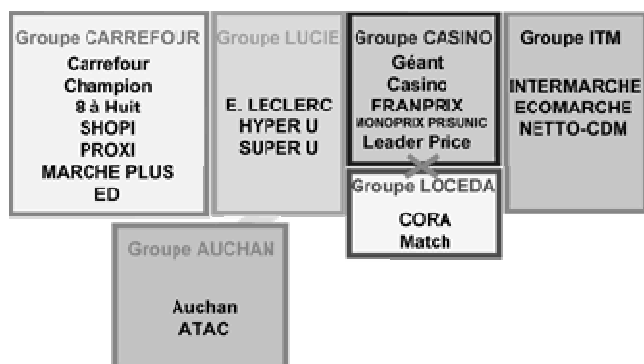 Groupe CARREFOUR
Carrefour
Champion
8 à Huit
SHOPI
PROXI
MARCHE PLUS
ED
Groupe LUCIE
E. LECLERC
HYPER U
SUPER U
Groupe CASINO
Géant
Casino
FRANPRIX
MONOPRIX PRISUNIC
Leader Price
Groupe ITM
INTERMARCHE
ECOMARCHE
NETTO-CDM
Groupe LOCEDA
CORA
Match
Groupe AUCHAN
Auchan
ATAC